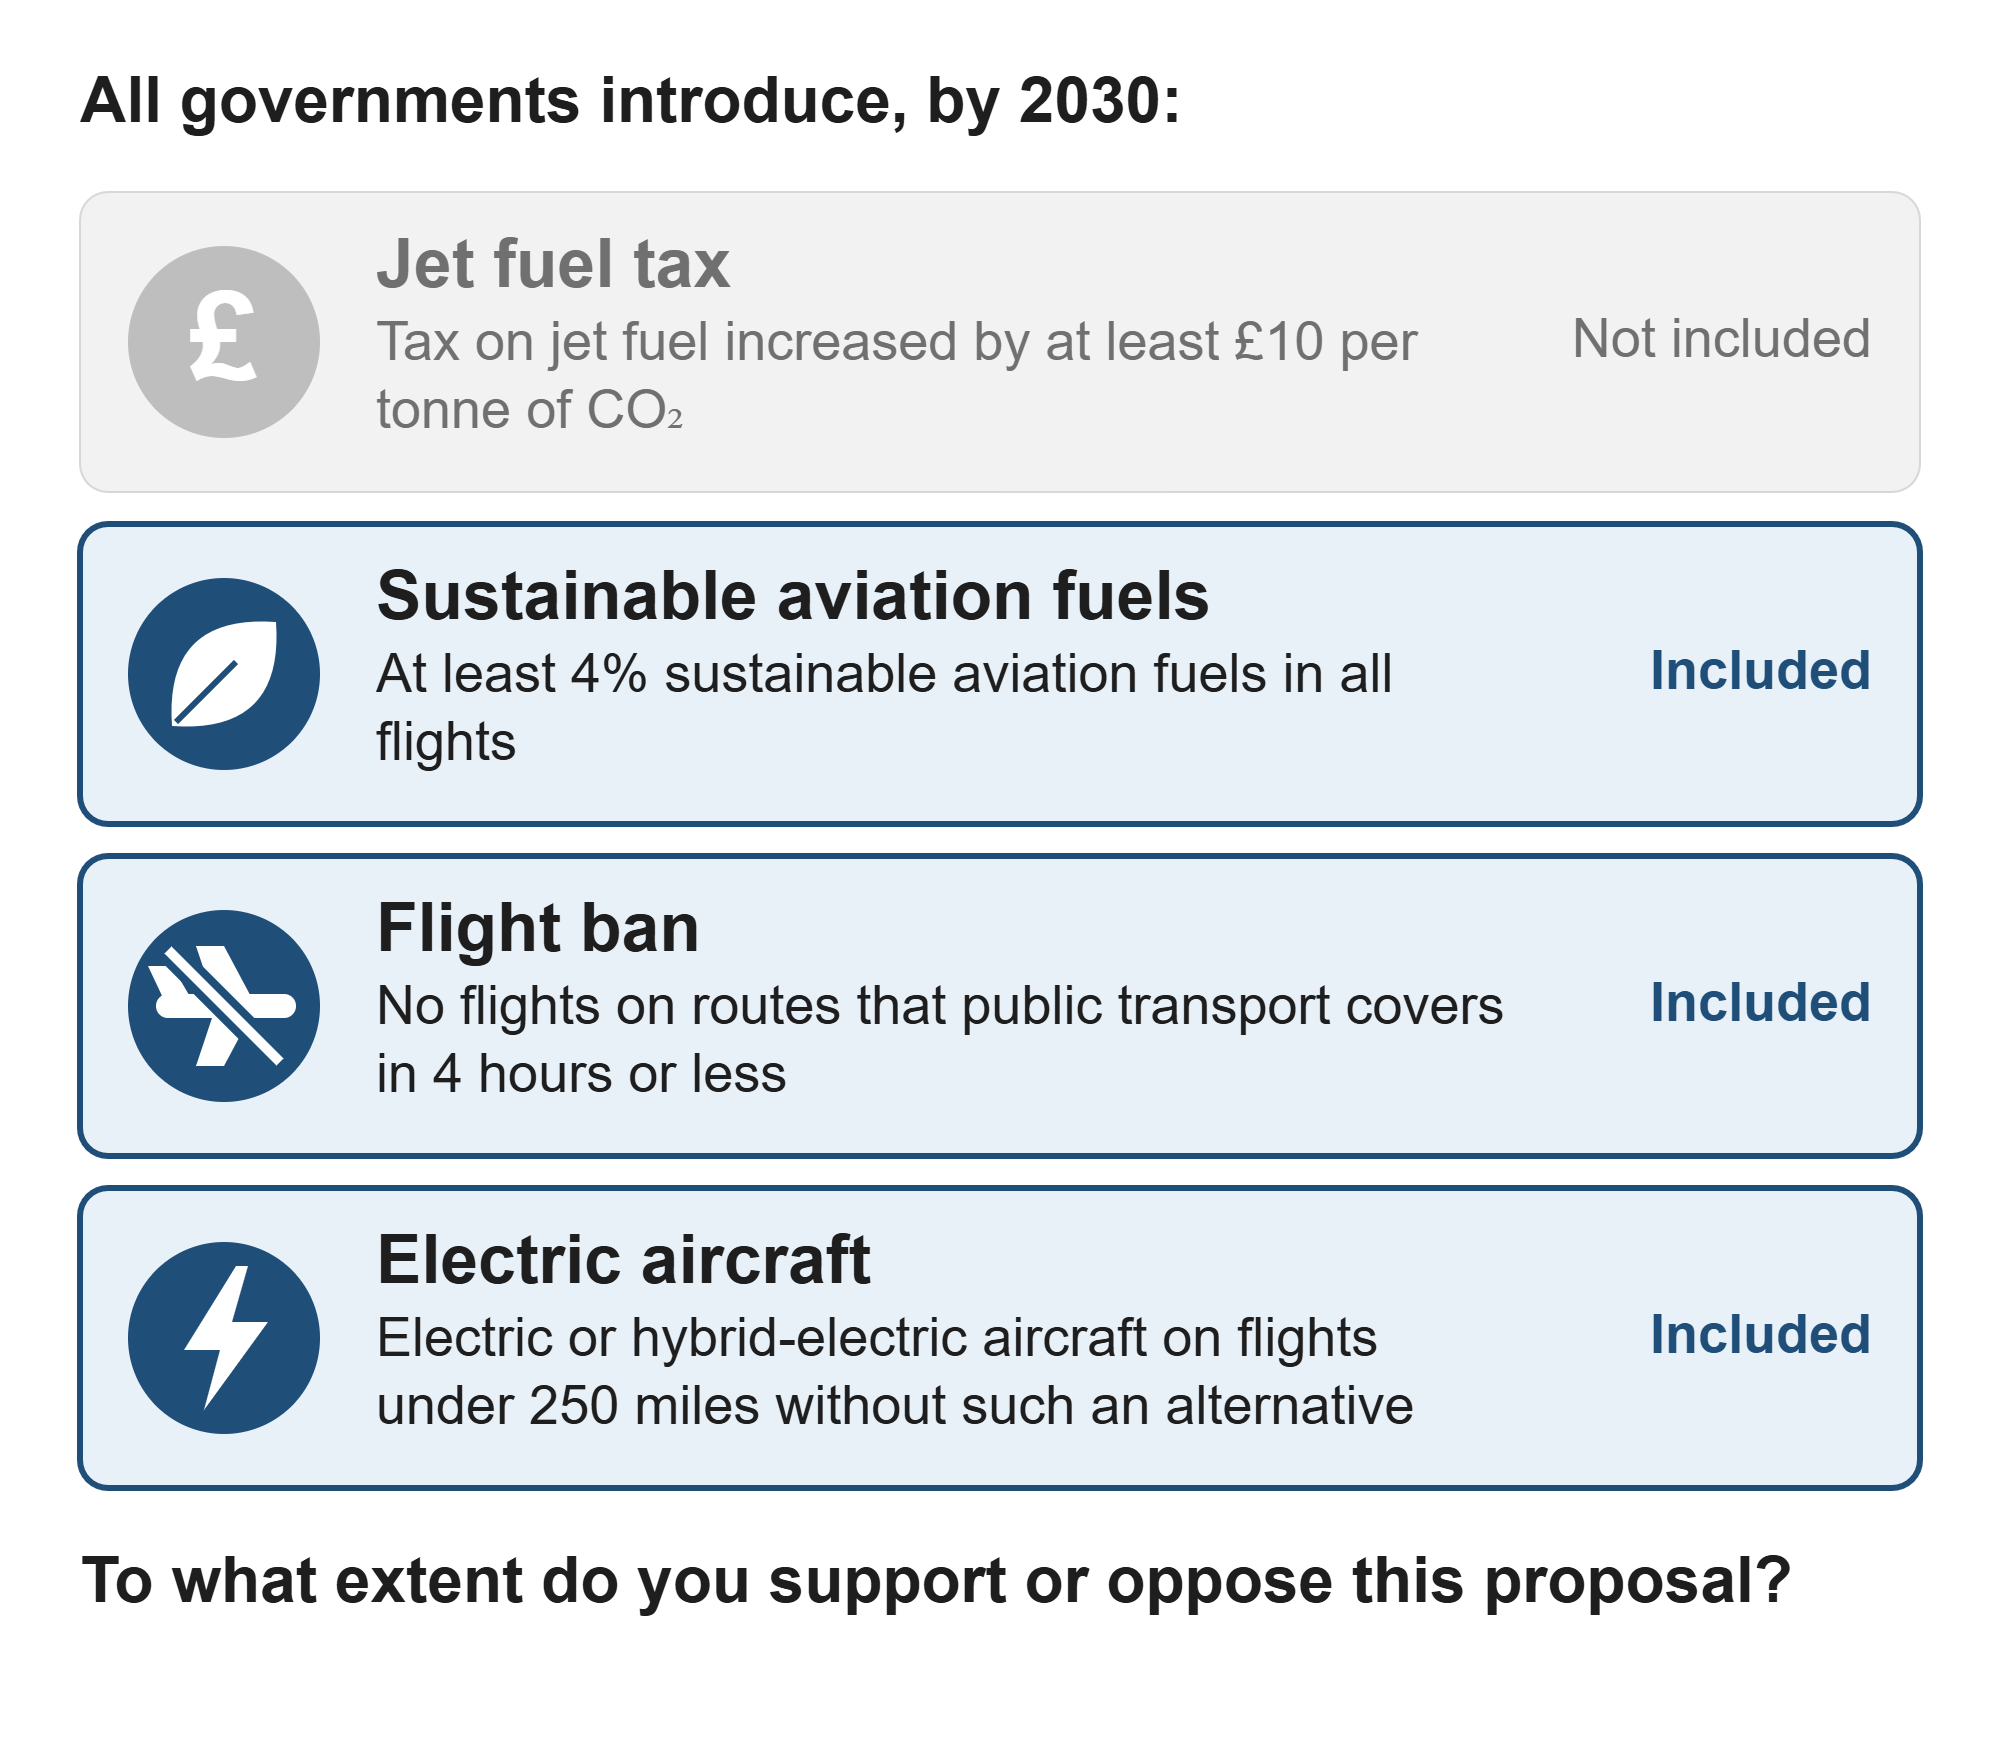 All governments introduce, by 2030:
£
Jet fuel tax
Tax on jet fuel increased by at least £10 per
tonne of CO₂
Not included
Sustainable aviation fuels
At least 4% sustainable aviation fuels in all
flights
Included
Flight ban
No flights on routes that public transport covers
in 4 hours or less
Included
Electric aircraft
Electric or hybrid-electric aircraft on flights
under 250 miles without such an alternative
Included
To what extent do you support or oppose this proposal?